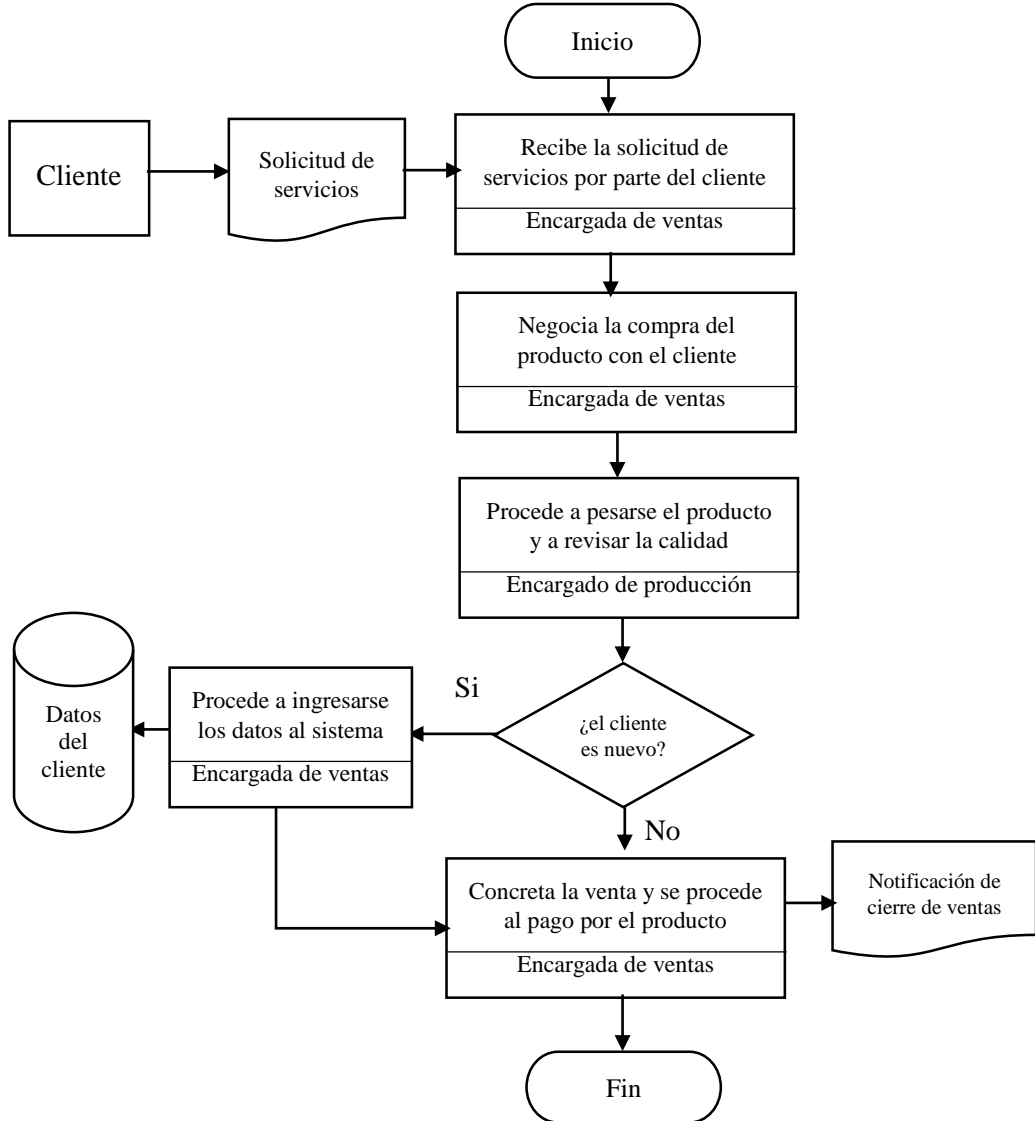 Inicio
Cliente
Solicitud de
servicios
Recibe la solicitud de
servicios por parte del cliente
Encargada de ventas
Negocia la compra del
producto con el cliente
Encargada de ventas
Procede a pesarse el producto
y a revisar la calidad
Encargado de producción
¿el cliente
es nuevo?
Si
Procede a ingresarse
los datos al sistema
Encargada de ventas
Datos
del
cliente
No
Concreta la venta y se procede
al pago por el producto
Encargada de ventas
Notificación de
cierre de ventas
Fin